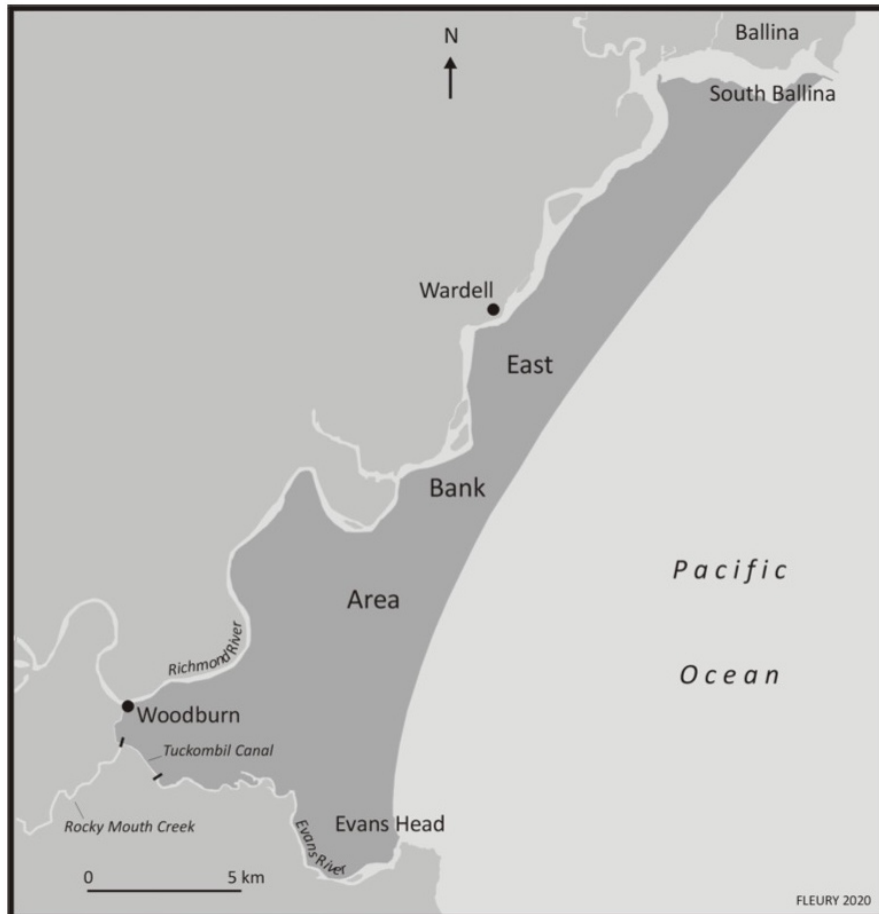 Ballina
N
South Ballina
Wardell
East
Bank
Pacific
Area
Richmond River
Ocean
Woodburn
Tuckombil Canal
Rocky Mouth Creek
Evans Head
Evans River
0 5 km
FLEURY 2020